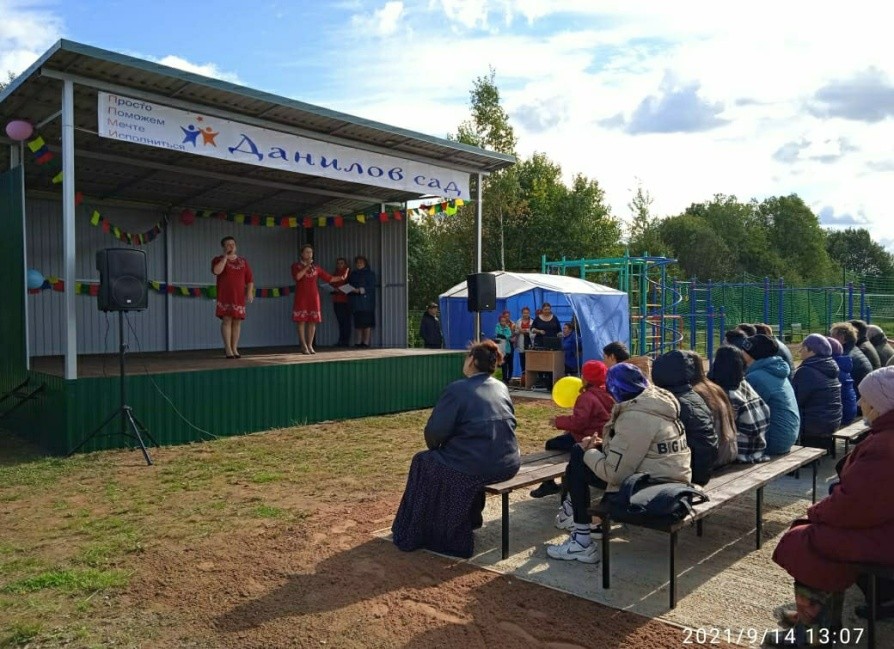 Просто
Поможем
Мечте
Исполниться
Данилов сад
BIG
2021/9/14 13:07